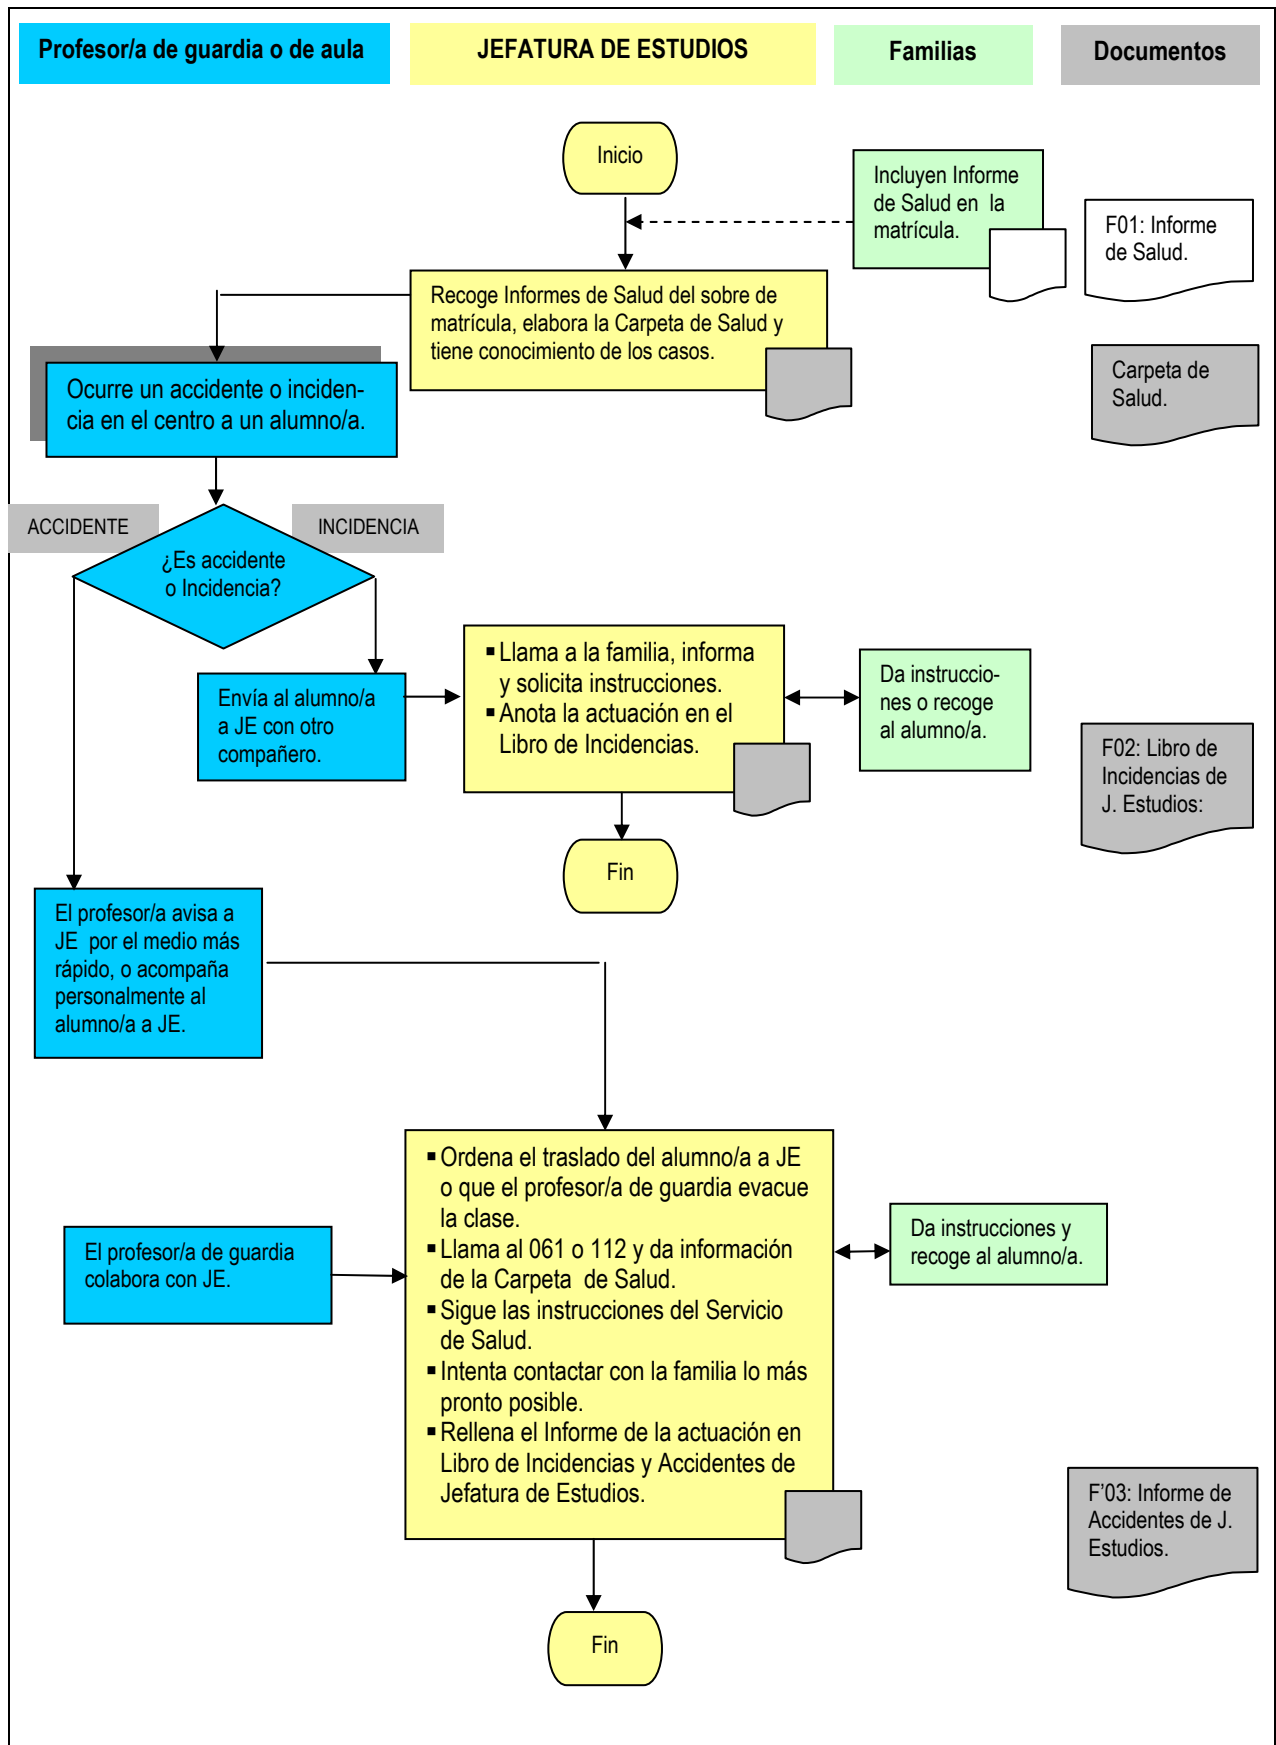 Profesor/a de guardia o de aula
JEFATURA DE ESTUDIOS
Familias
Documentos
Inicio
Incluyen Informe
de Salud en la
matrícula.
F01: Informe
de Salud.
Recoge Informes de Salud del sobre de
matrícula, elabora la Carpeta de Salud y
tiene conocimiento de los casos.
Carpeta de
Salud.
Ocurre un accidente o inciden-
cia en el centro a un alumno/a.
ACCIDENTE
INCIDENCIA
¿Es accidente
o Incidencia?
Envía al alumno/a
a JE con otro
compañero.
▪ Llama a la familia, informa
y solicita instrucciones.
▪ Anota la actuación en el
Libro de Incidencias.
Da instruccio-
nes o recoge
al alumno/a.
F02: Libro de
Incidencias de
J. Estudios:
Fin
El profesor/a avisa a
JE por el medio más
rápido, o acompaña
personalmente al
alumno/a a JE.
▪ Ordena el traslado del alumno/a a JE
o que el profesor/a de guardia evacue
la clase.
▪ Llama al 061 o 112 y da información
de la Carpeta de Salud.
▪ Sigue las instrucciones del Servicio
de Salud.
▪ Intenta contactar con la familia lo más
pronto posible.
▪ Rellena el Informe de la actuación en
Libro de Incidencias y Accidentes de
Jefatura de Estudios.
El profesor/a de guardia
colabora con JE.
Da instrucciones y
recoge al alumno/a.
F'03: Informe de
Accidentes de J.
Estudios.
Fin